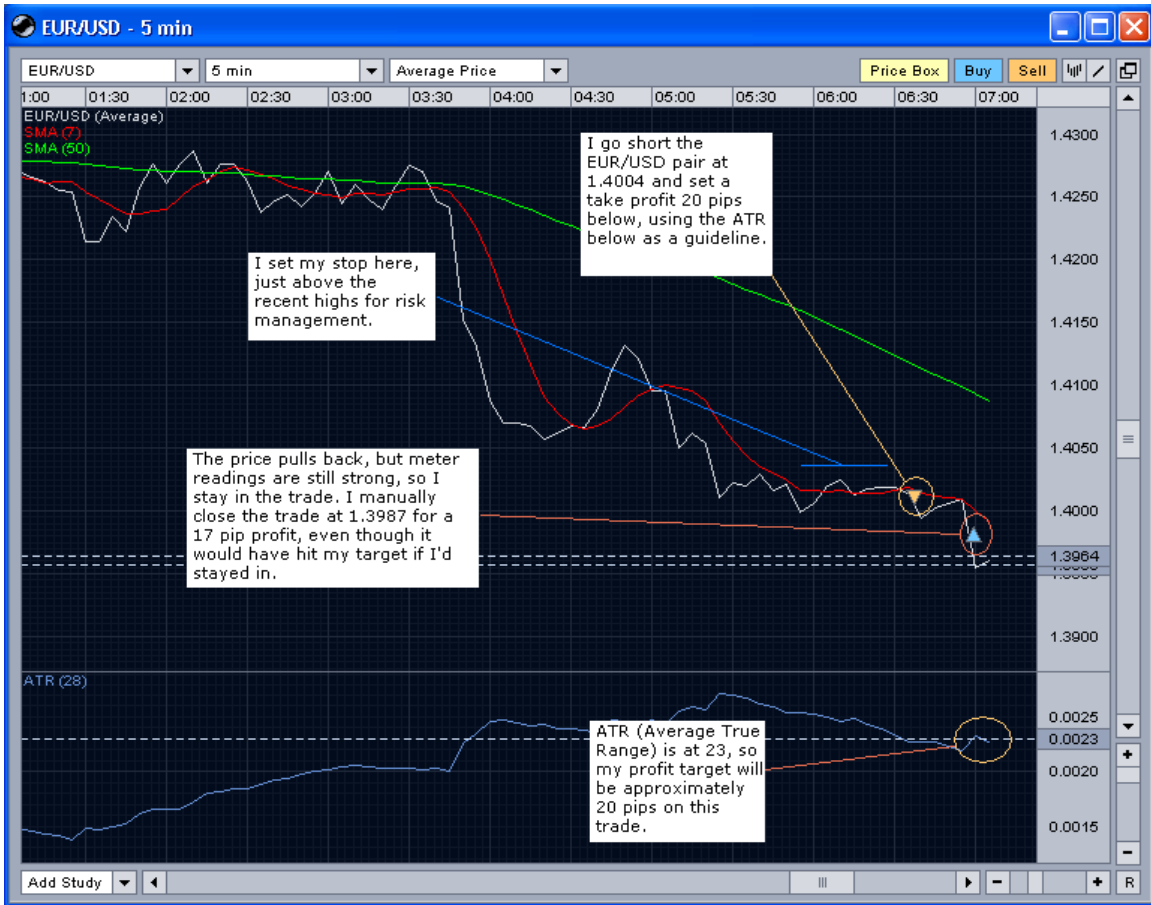 EUR/USD - 5 min
EUR/USD
5 min
Average Price
Price Box
Buy
Sell
1:00 01:30 02:00 02:30 03:00 03:30 04:00 04:30 05:00 05:30 06:00 06:30 07:00
EUR/USD (Average)
SMA (7)
SMA (50)
I go short the
EUR/USD pair at
1.4004 and set a
take profit 20 pips
below, using the ATR
below as a guideline.
I set my stop here,
just above the
recent highs for risk
management.
The price pulls back, but meter
readings are still strong, so I
stay in the trade. I manually
close the trade at 1.3987 for a
17 pip profit, even though it
would have hit my target if I'd
stayed in.
1.4300
1.4250
1.4200
1.4150
1.4100
1.4050
1.4000
1.3964
1.3900
ATR (28)
ATR (Average True
Range) is at 23, so
my profit target will
be approximately
20 pips on this
trade.
0.0025
0.0023
0.0020
0.0015
Add Study
R